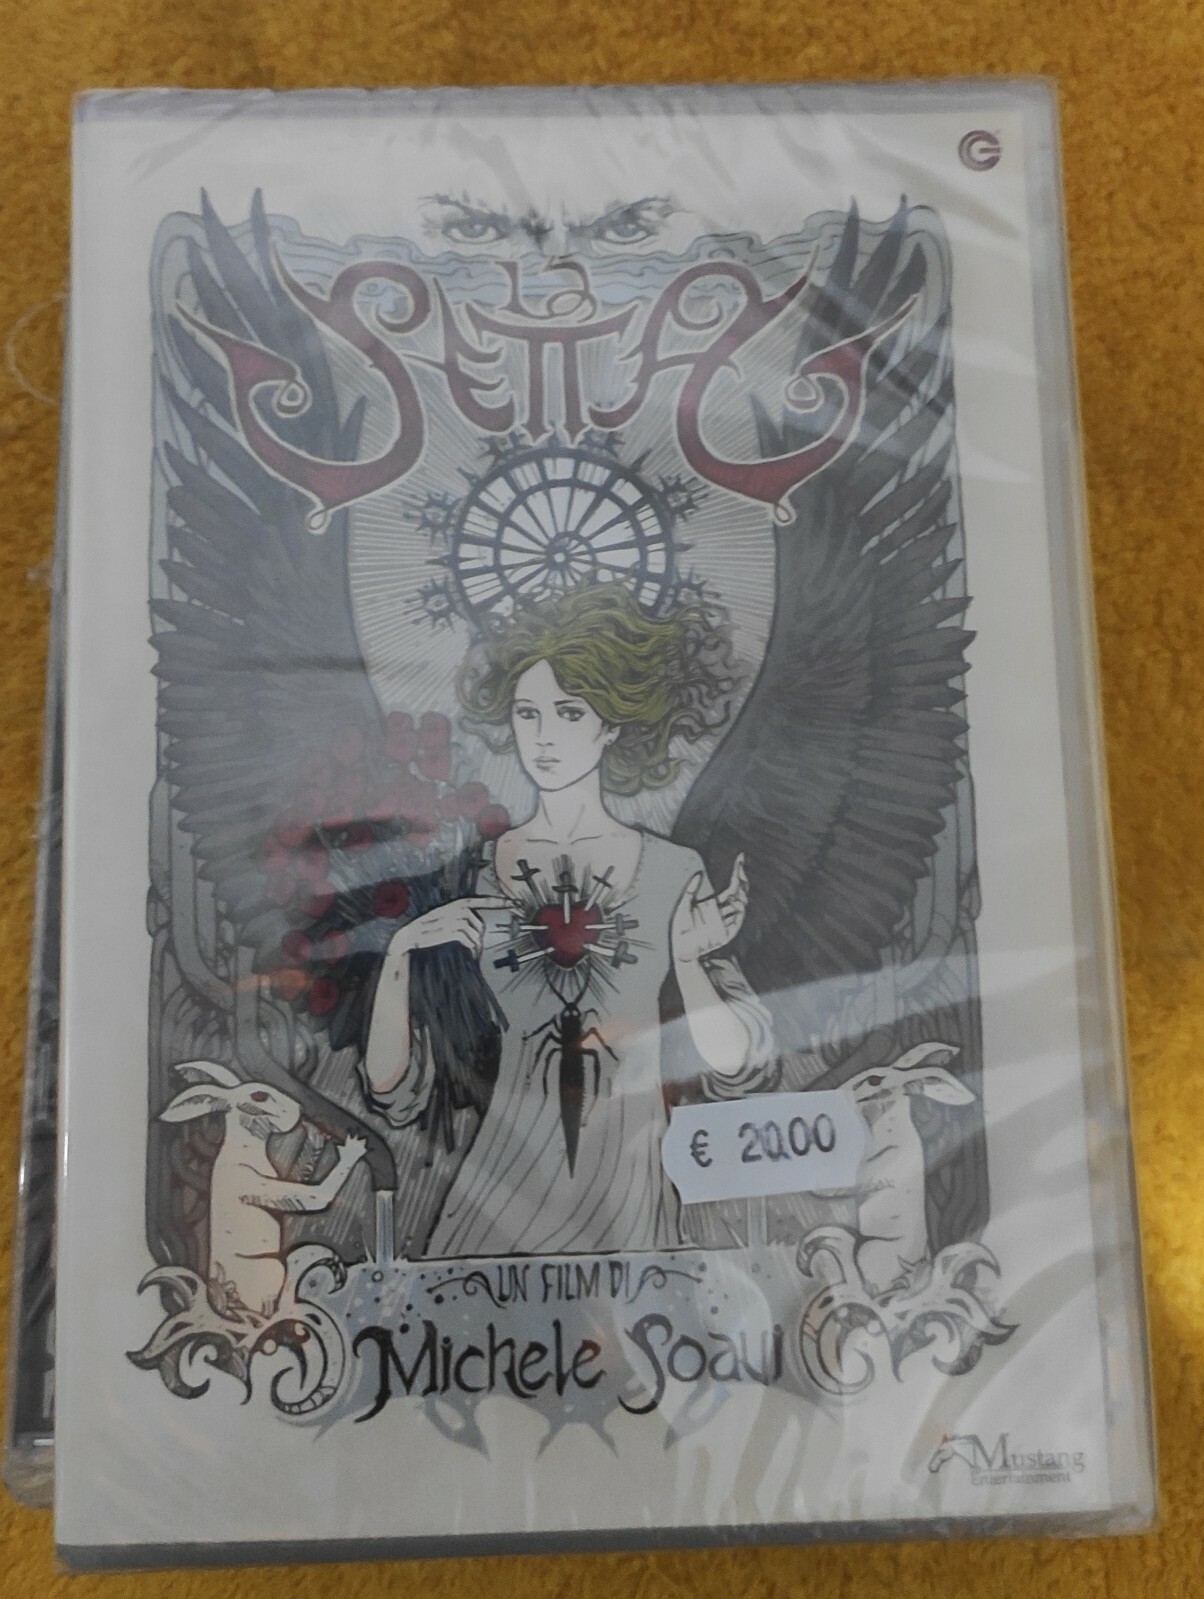 La
SETTA
€ 20.00
UN FILM DI
Michele Soavi
Mustang
Entertainment